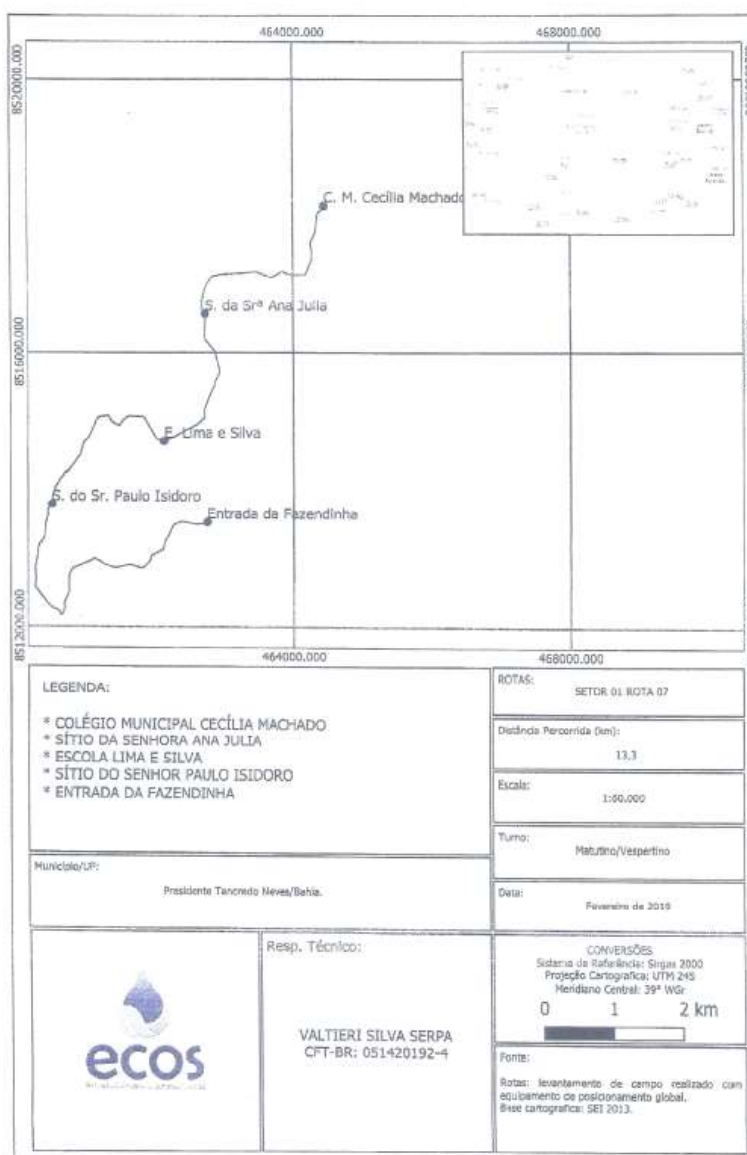 464000.000
468000.000
8520000.000
C. M. Cecília Machado
S. da Srª Ana Julia
8516000.000
E. Lima e Silva
S. do Sr. Paulo Isidoro
Entrada da Fazendinha
8512000.000
464000.000
468000.000
LEGENDA:
* COLÉGIO MUNICIPAL CECÍLIA MACHADO
* SÍTIO DA SENHORA ANA JULIA
* ESCOLA LIMA E SILVA
* SÍTIO DO SENHOR PAULO ISIDORO
* ENTRADA DA FAZENDINHA
ROTAS:
SETOR 01 ROTA 07
Distância Percorrida (km):
13,3
Escala:
1:60.000
Turno:
Matutino/Vespertino
Município/UF:
Presidente Tancredo Neves/Bahia.
Data:
Fevereiro de 2019
ecos
Resp. Técnico:
VALTIERI SILVA SERPA
CFT-BR: 051420192-4
CONVERSÕES
Sistema de Referência: Sirgas 2000
Projeção Cartografica: UTM 24S
Meridiano Central: 39° WGr
0 1 2 km
Fonte:
Rotas: levantamento de campo realizado com
equipamento de posicionamento global.
Base cartografica: SEI 2013.